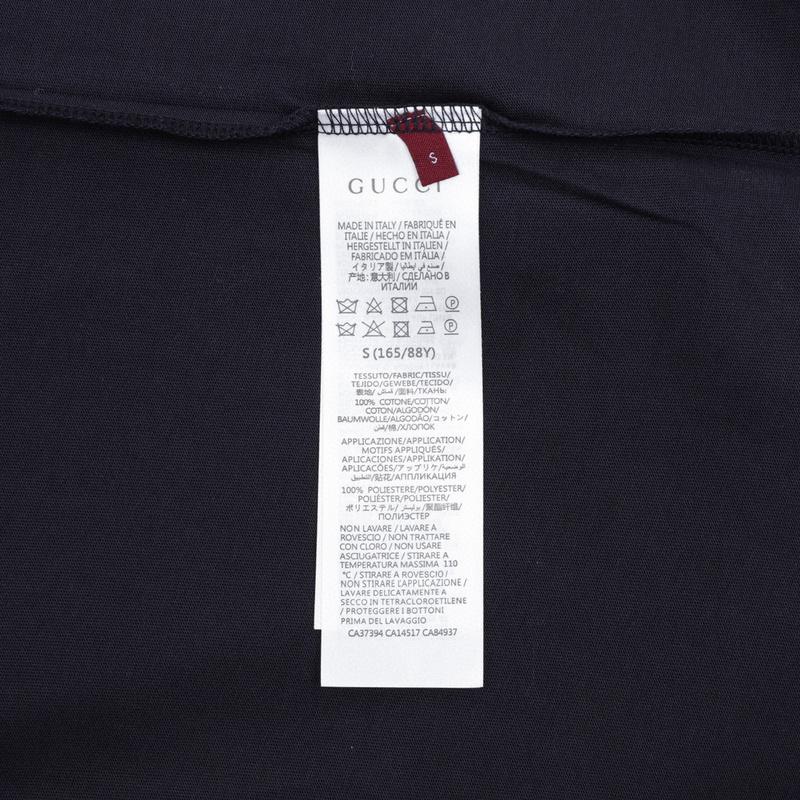 S
GUCCI
MADE IN ITALY / FABRIQUÉ EN
ITALIE / HECHO EN ITALIA /
HERGESTELLT IN ITALIEN /
FABRICADO EM ITÁLIA /
イタリア製 / صنع في إيطاليا /
产地:意大利 / СДЕЛАНО В
ИТАЛИИ
P
P
S (165/88Y)
TESSUTO/FABRIC/TISSU/
TEJIDO/GEWEBE/TECIDO/
表地/ قماش /面料/ТКАНЬ:
100% COTONE/COTTON/
COTON/ALGODÓN/
BAUMWOLLE/ALGODÃO/コットン/
قطن/棉/ХЛОПОК
APPLICAZIONE/APPLICATION/
MOTIFS APPLIQUÉS/
APLICACIONES/APPLIKATION/
APLICACÕES/アップリケ/
/贴花/АППЛИКАЦИЯ
100% POLIESTERE/POLYESTER/
POLIÉSTER/POLIESTER/
ポリエステル/ بوليستر /聚酯纤维/
ПОЛИЭСТЕР
NON LAVARE / LAVARE A
ROVESCIO / NON TRATTARE
CON CLORO / NON USARE
ASCIUGATRICE / STIRARE A
TEMPERATURA MASSIMA 110
°C / STIRARE A ROVESCIO /
NON STIRARE L'APPLICAZIONE /
LAVARE DELICATAMENTE A
SECCO IN TETRACLOROETILENE
/ PROTEGGERE I BOTTONI
PRIMA DEL LAVAGGIO
CA37394 CA14517 CA84937